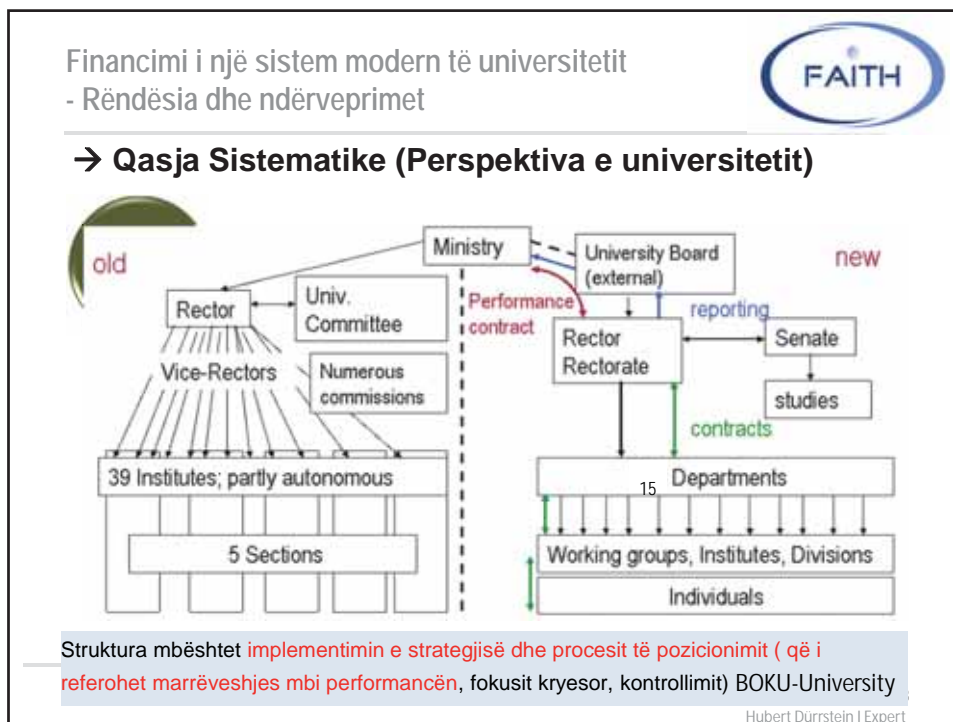 Financimi i një sistem modern të universitetit
- Rëndësia dhe ndërveprimet
FAITH
→ Qasja Sistematike (Perspektiva e universitetit)
old
Ministry
University Board
(external)
new
Rector
Univ.
Committee
Performance
contract
reporting
Rector
Rectorate
Senate
Vice-Rectors
Numerous
commissions
studies
contracts
39 Institutes; partly autonomous
15
Departments
5 Sections
Working groups, Institutes, Divisions
Individuals
Struktura mbështet implementimin e strategjisë dhe procesit të pozicionimit ( që i
referohet marrëveshjes mbi performancën, fokusit kryesor, kontrollimit) BOKU-University
Hubert Dürrstein I Expert